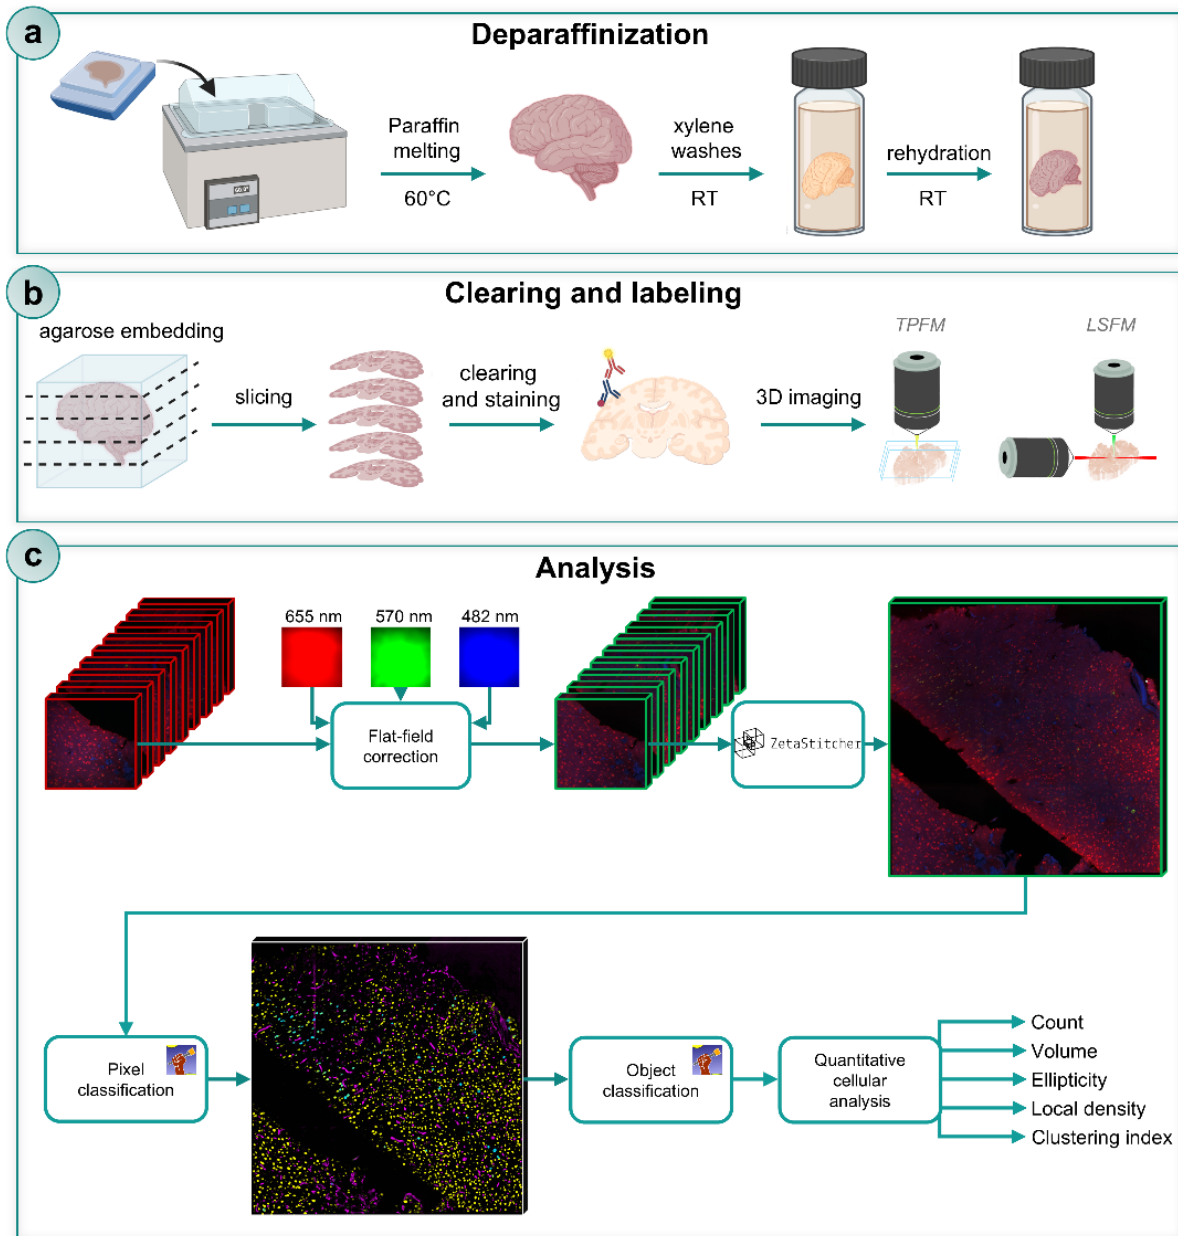 a
Deparaffinization
Paraffin
melting
60°C
xylene
washes
RT
rehydration
RT
b
Clearing and labeling
agarose embedding
slicing
clearing
and staining
3D imaging
TPFM
LSFM
c
Analysis
655 nm
570 nm
482 nm
Flat-field
correction
ZetaStitcher
Pixel
classification
Object
classification
Quantitative
cellular
analysis
Count
Volume
Ellipticity
Local density
Clustering index